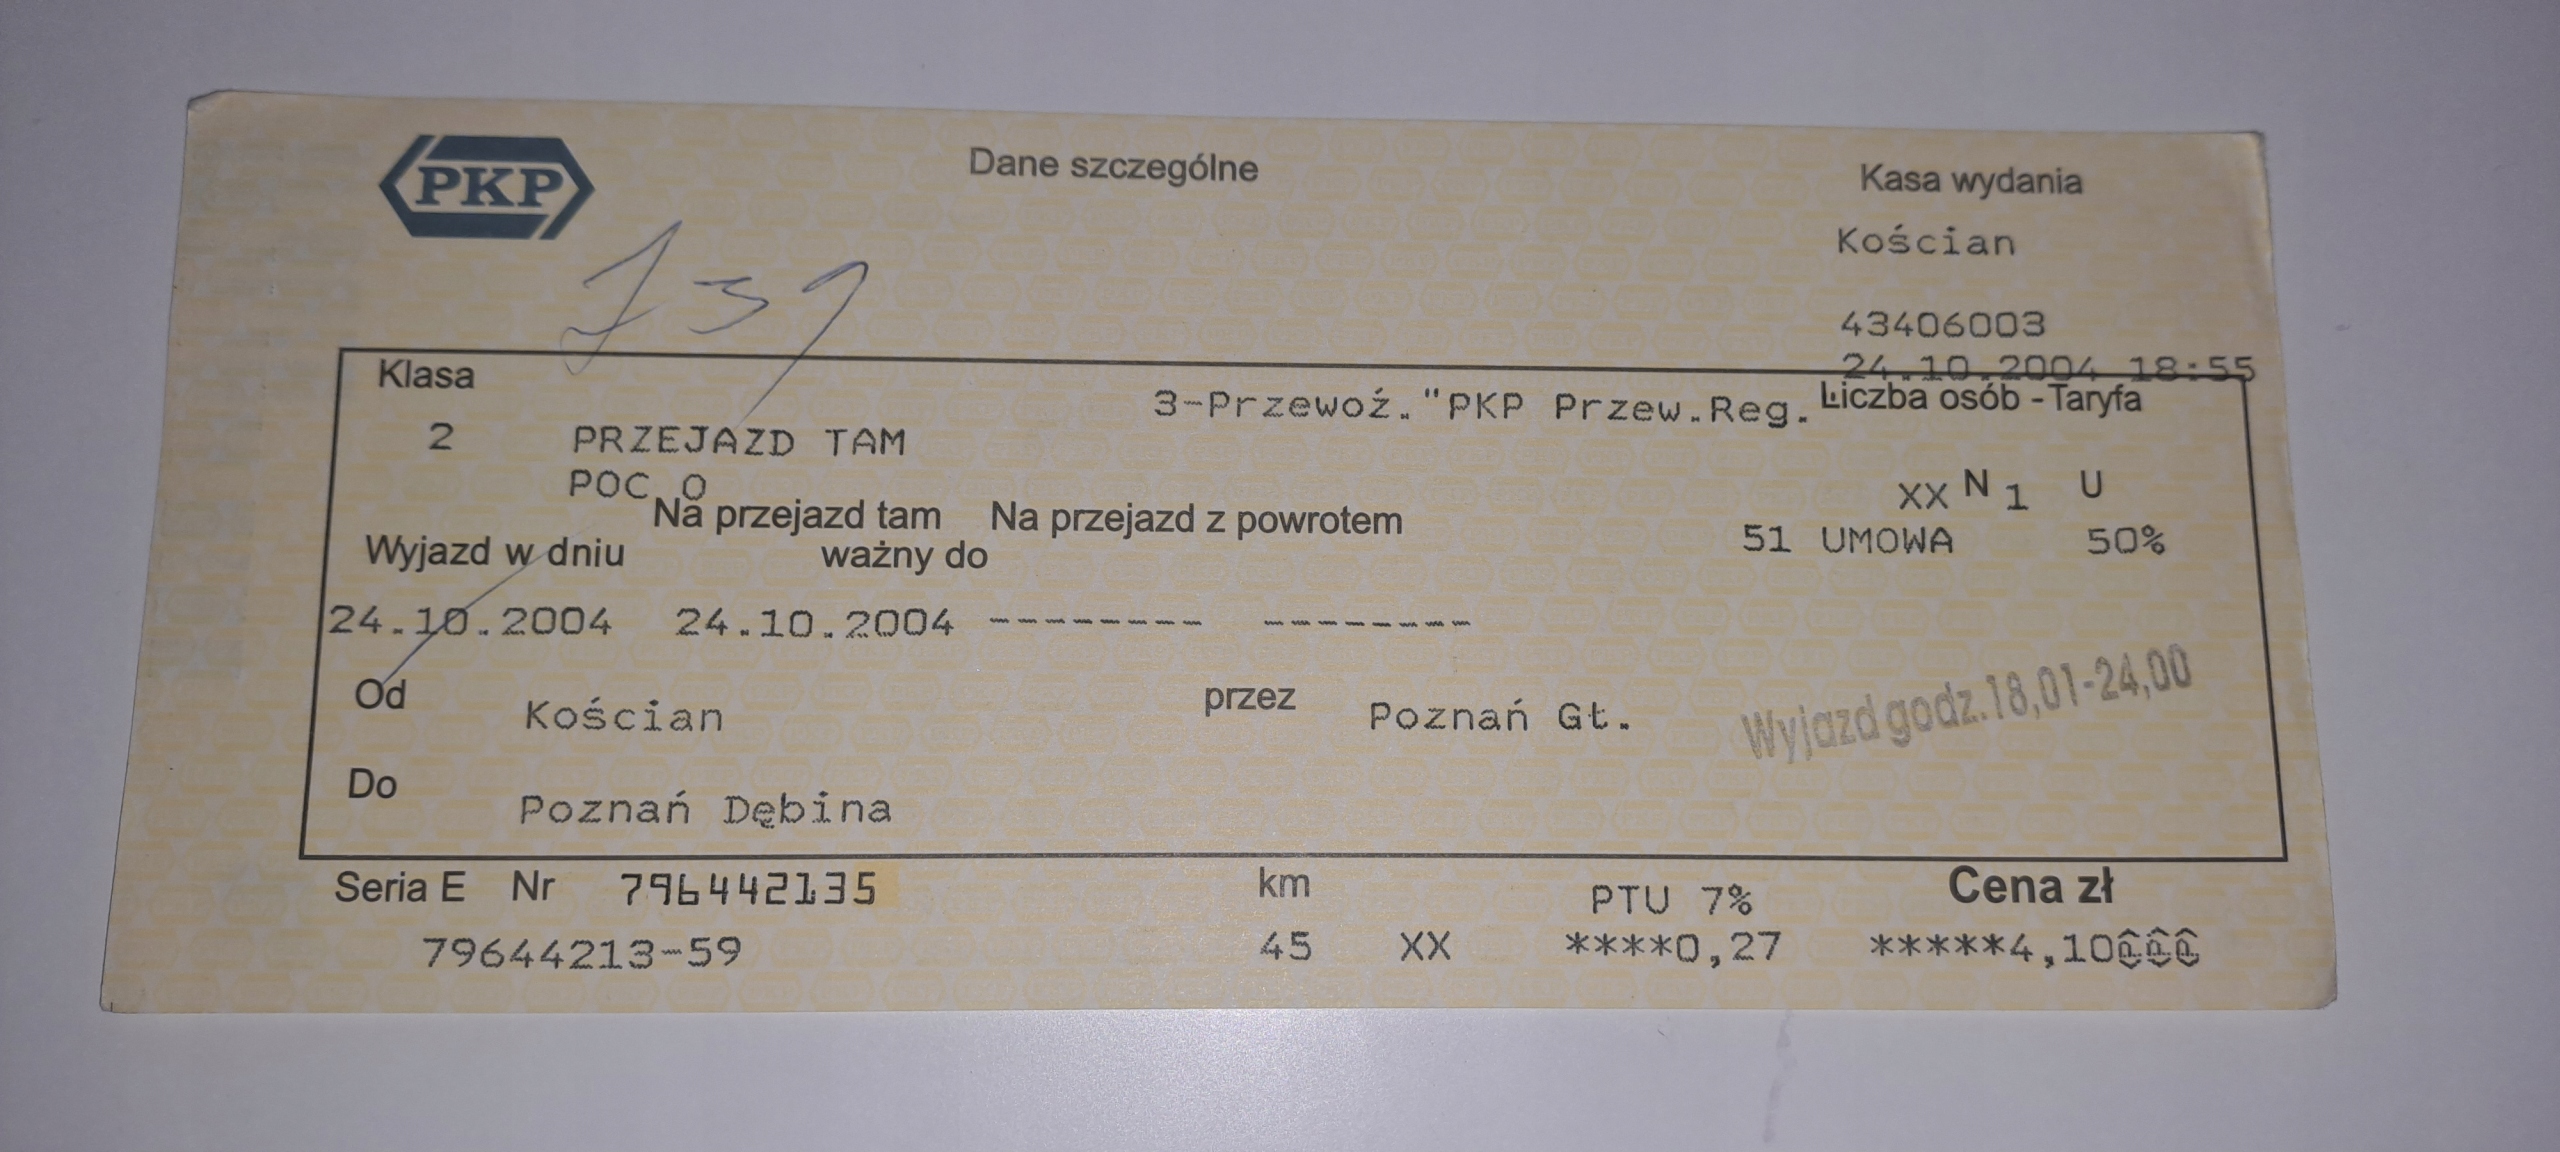 PKP
Dane szczególne
Kasa wydania
Kościan
43406003
24.10.2004 18:55
Klasa
3-Przewoź."PKP Przew.Reg.
Liczba osób - Taryfa
2 PRZEJAZD TAM
POC O
XX N 1 U
Na przejazd tam Na przejazd z powrotem
51 UMOWA 50%
Wyjazd w dniu ważny do
24.10.2004 24.10.2004 -------- --------
Od Kościan przez Poznań Gł.
Wyjazd godz.18,01-24,00
Do Poznań Dębina
Seria E Nr 796442135 km PTU 7% Cena zł
79644213-59 45 XX ****0,27 *****4,10